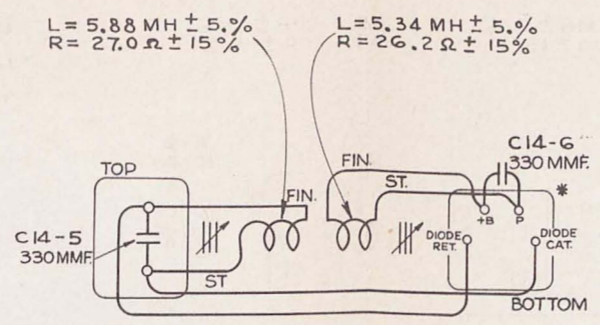 L = 5.88 MH ± 5.%
R = 27.0 Ω ± 15%
L = 5.34 MH ± 5.%
R = 26.2 Ω ± 15%
C14-6
330 MMF.
TOP
FIN.
ST.
*
FIN.
+B
P
C14-5
330 MMF.
DIODE
RET.
DIODE
CAT.
ST
BOTTOM